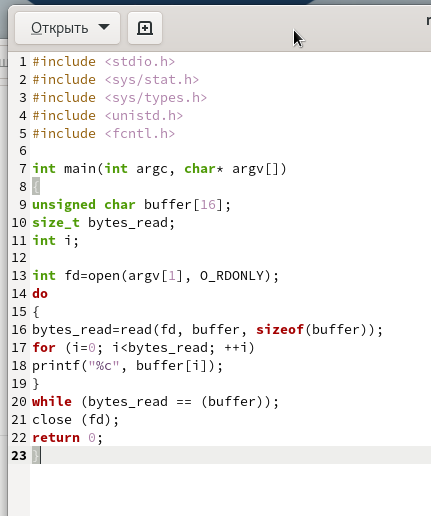 Открыть
1 #include <stdio.h>
2 #include <sys/stat.h>
3 #include <sys/types.h>
4 #include <unistd.h>
5 #include <fcntl.h>
6
7 int main(int argc, char* argv[])
8 {
9 unsigned char buffer[16];
10 size_t bytes_read;
11 int i;
12
13 int fd=open(argv[1], O_RDONLY);
14 do
15 {
16 bytes_read=read(fd, buffer, sizeof(buffer));
17 for (i=0; i<bytes_read; ++i)
18 printf("%c", buffer[i]);
19 }
20 while (bytes_read == (buffer));
21 close (fd);
22 return 0;
23 }